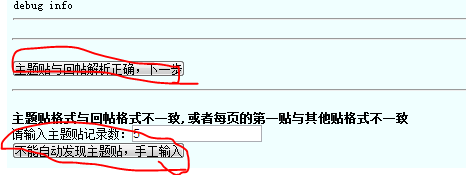 debug info
主题贴与回帖解析正确，下一步
主题贴格式与回帖格式不一致,或者每页的第一贴与其他贴格式不一致
请输入主题贴记录数: 5
不能自动发现主题贴，手工输入